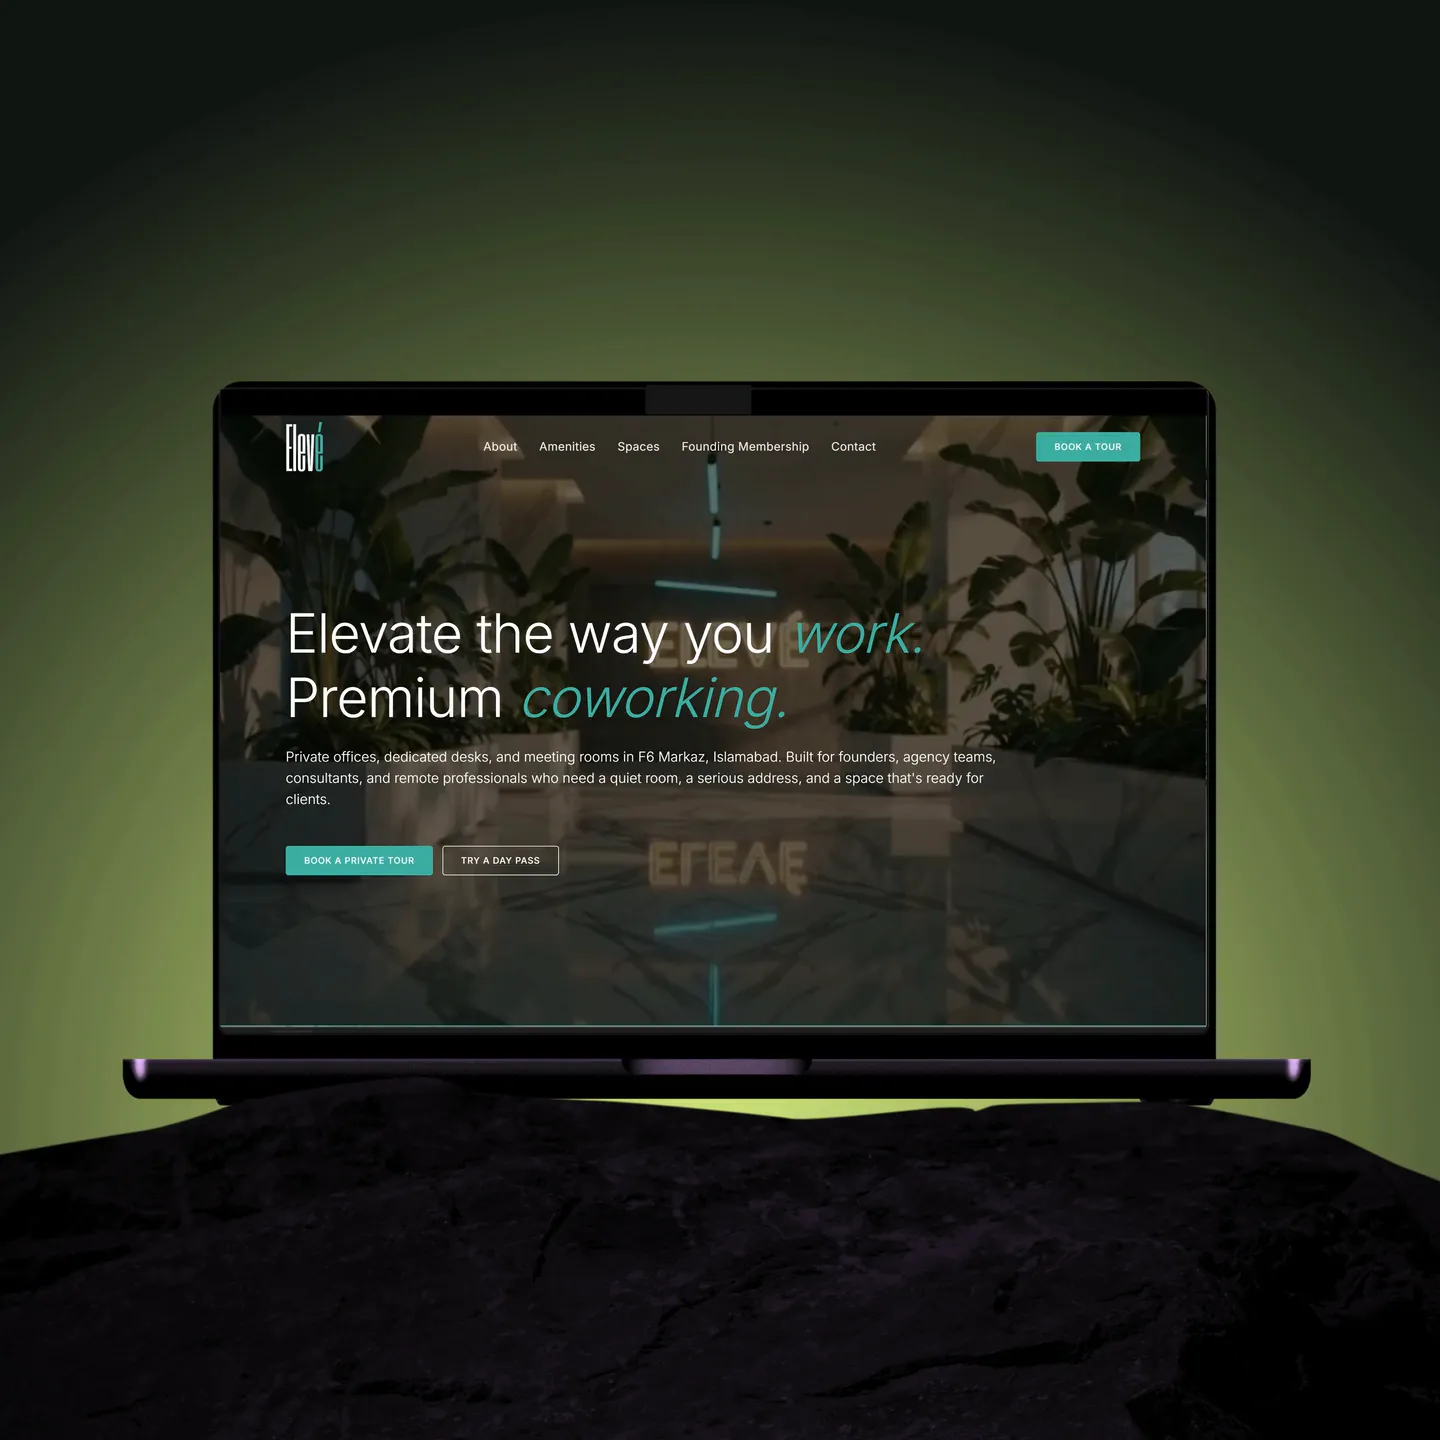 Elevé
About Amenities Spaces Founding Membership Contact
BOOK A TOUR
Elevate the way you work.
Premium coworking.
ELEVÉ
Private offices, dedicated desks, and meeting rooms in F6 Markaz, Islamabad. Built for founders, agency teams,
consultants, and remote professionals who need a quiet room, a serious address, and a space that's ready for
clients.
BOOK A PRIVATE TOUR
TRY A DAY PASS